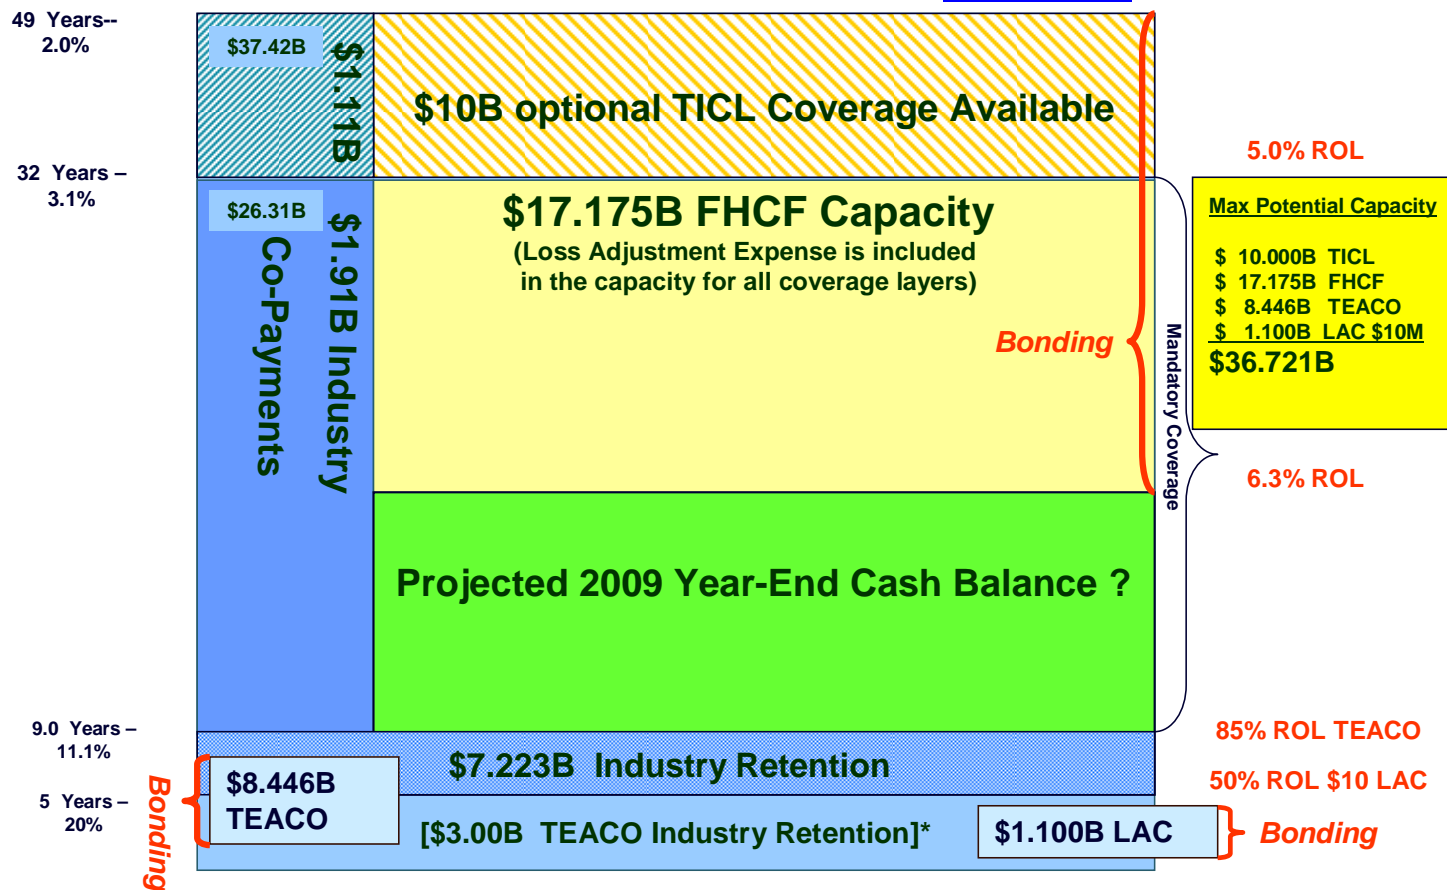 49 Years--
2.0%
$37.42B
$1.11B
$10B optional TICL Coverage Available
5.0% ROL
32 Years –
3.1%
$26.31B
$1.91B Industry
Co-Payments
$17.175B FHCF Capacity
(Loss Adjustment Expense is included
in the capacity for all coverage layers)
Bonding
Mandatory Coverage
Max Potential Capacity
$ 10.000B TICL
$ 17.175B FHCF
$ 8.446B TEACO
$ 1.100B LAC $10M
$36.721B
6.3% ROL
Projected 2009 Year-End Cash Balance ?
9.0 Years –
11.1%
85% ROL TEACO
$7.223B Industry Retention
50% ROL $10 LAC
Bonding
$8.446B
TEACO
5 Years –
20%
[$3.00B TEACO Industry Retention]*
$1.100B LAC
Bonding